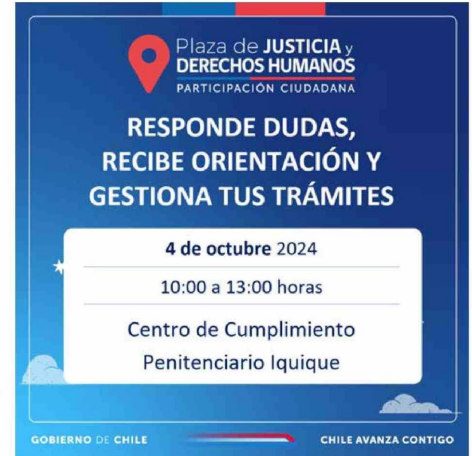 Plaza de JUSTICIA y
DERECHOS HUMANOS
PARTICIPACIÓN CIUDADANA
RESPONDE DUDAS,
RECIBE ORIENTACIÓN Y
GESTIONA TUS TRÁMITES
4 de octubre 2024
10:00 a 13:00 horas
Centro de Cumplimiento
Penitenciario Iquique
GOBIERNO DE CHILE
CHILE AVANZA CONTIGO